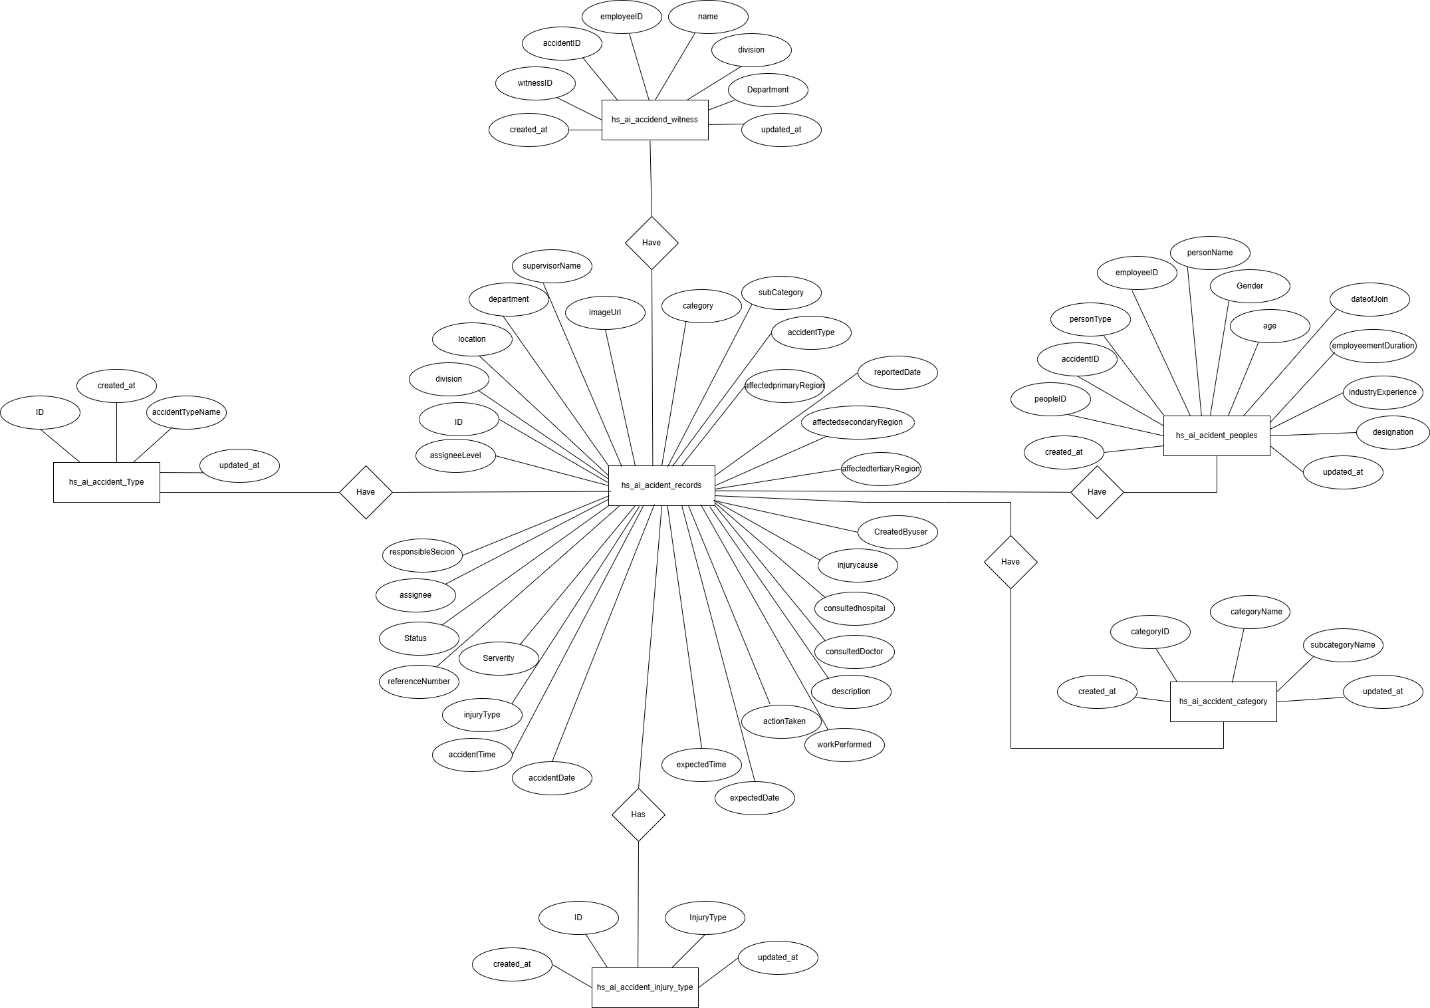 employeeID
name
accidentID
division
witnessID
Department
hs_ai_accidend_witness
created_at
updated_at
Have
personName
supervisorName
employeeID
Gender
department
subCategory
dateofJoin
imageUrl
category
personType
age
location
accidentType
employeementDuration
accidentID
reportedDate
division
created_at
affectedprimaryRegion
industryExperience
peopleID
ID
accidentTypeName
ID
affectedsecondaryRegion
designation
hs_ai_acident_peoples
assigneeLevel
created_at
updated_at
affectedtertiaryRegion
updated_at
hs_ai_accident_Type
hs_ai_acident_records
Have
Have
CreatedByuser
responsibleSecion
injurycause
Have
assignee
consultedhospital
categoryName
categoryID
Status
subcategoryName
consultedDoctor
Serverity
referenceNumber
description
created_at
updated_at
hs_ai_accident_category
injuryType
actionTaken
workPerformed
accidentTime
expectedTime
accidentDate
expectedDate
Has
ID
InjuryType
updated_at
created_at
hs_ai_accident_injury_type